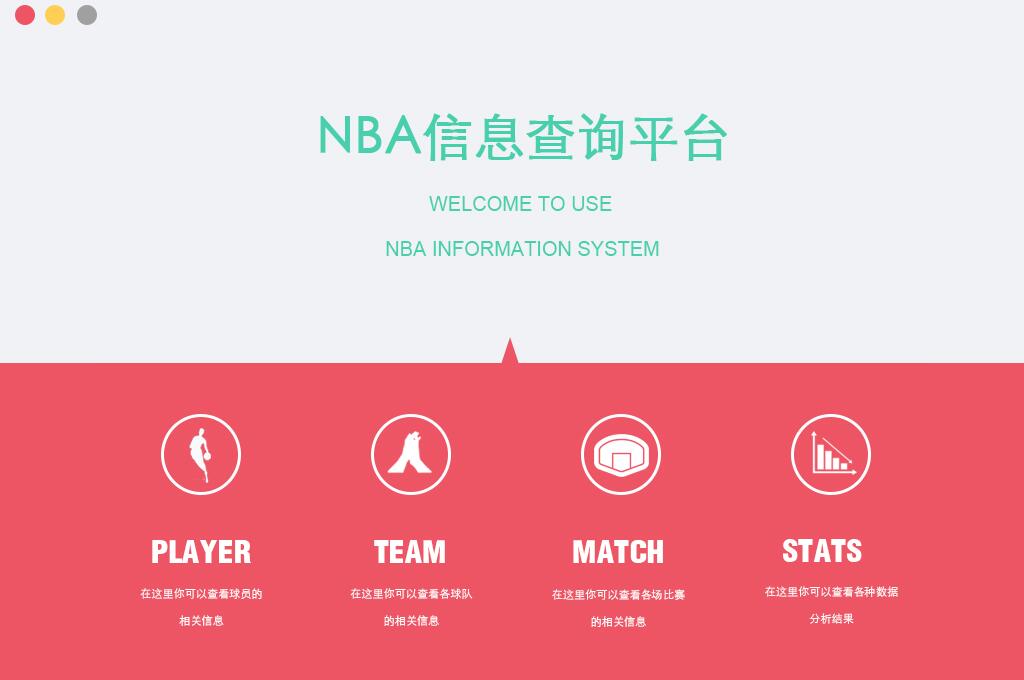 NBA信息查询平台
WELCOME TO USE
NBA INFORMATION SYSTEM
PLAYER
在这里你可以查看球员的
相关信息
TEAM
在这里你可以查看各球队
的相关信息
MATCH
在这里你可以查看各场比赛
的相关信息
STATS
在这里你可以查看各种数据
分析结果